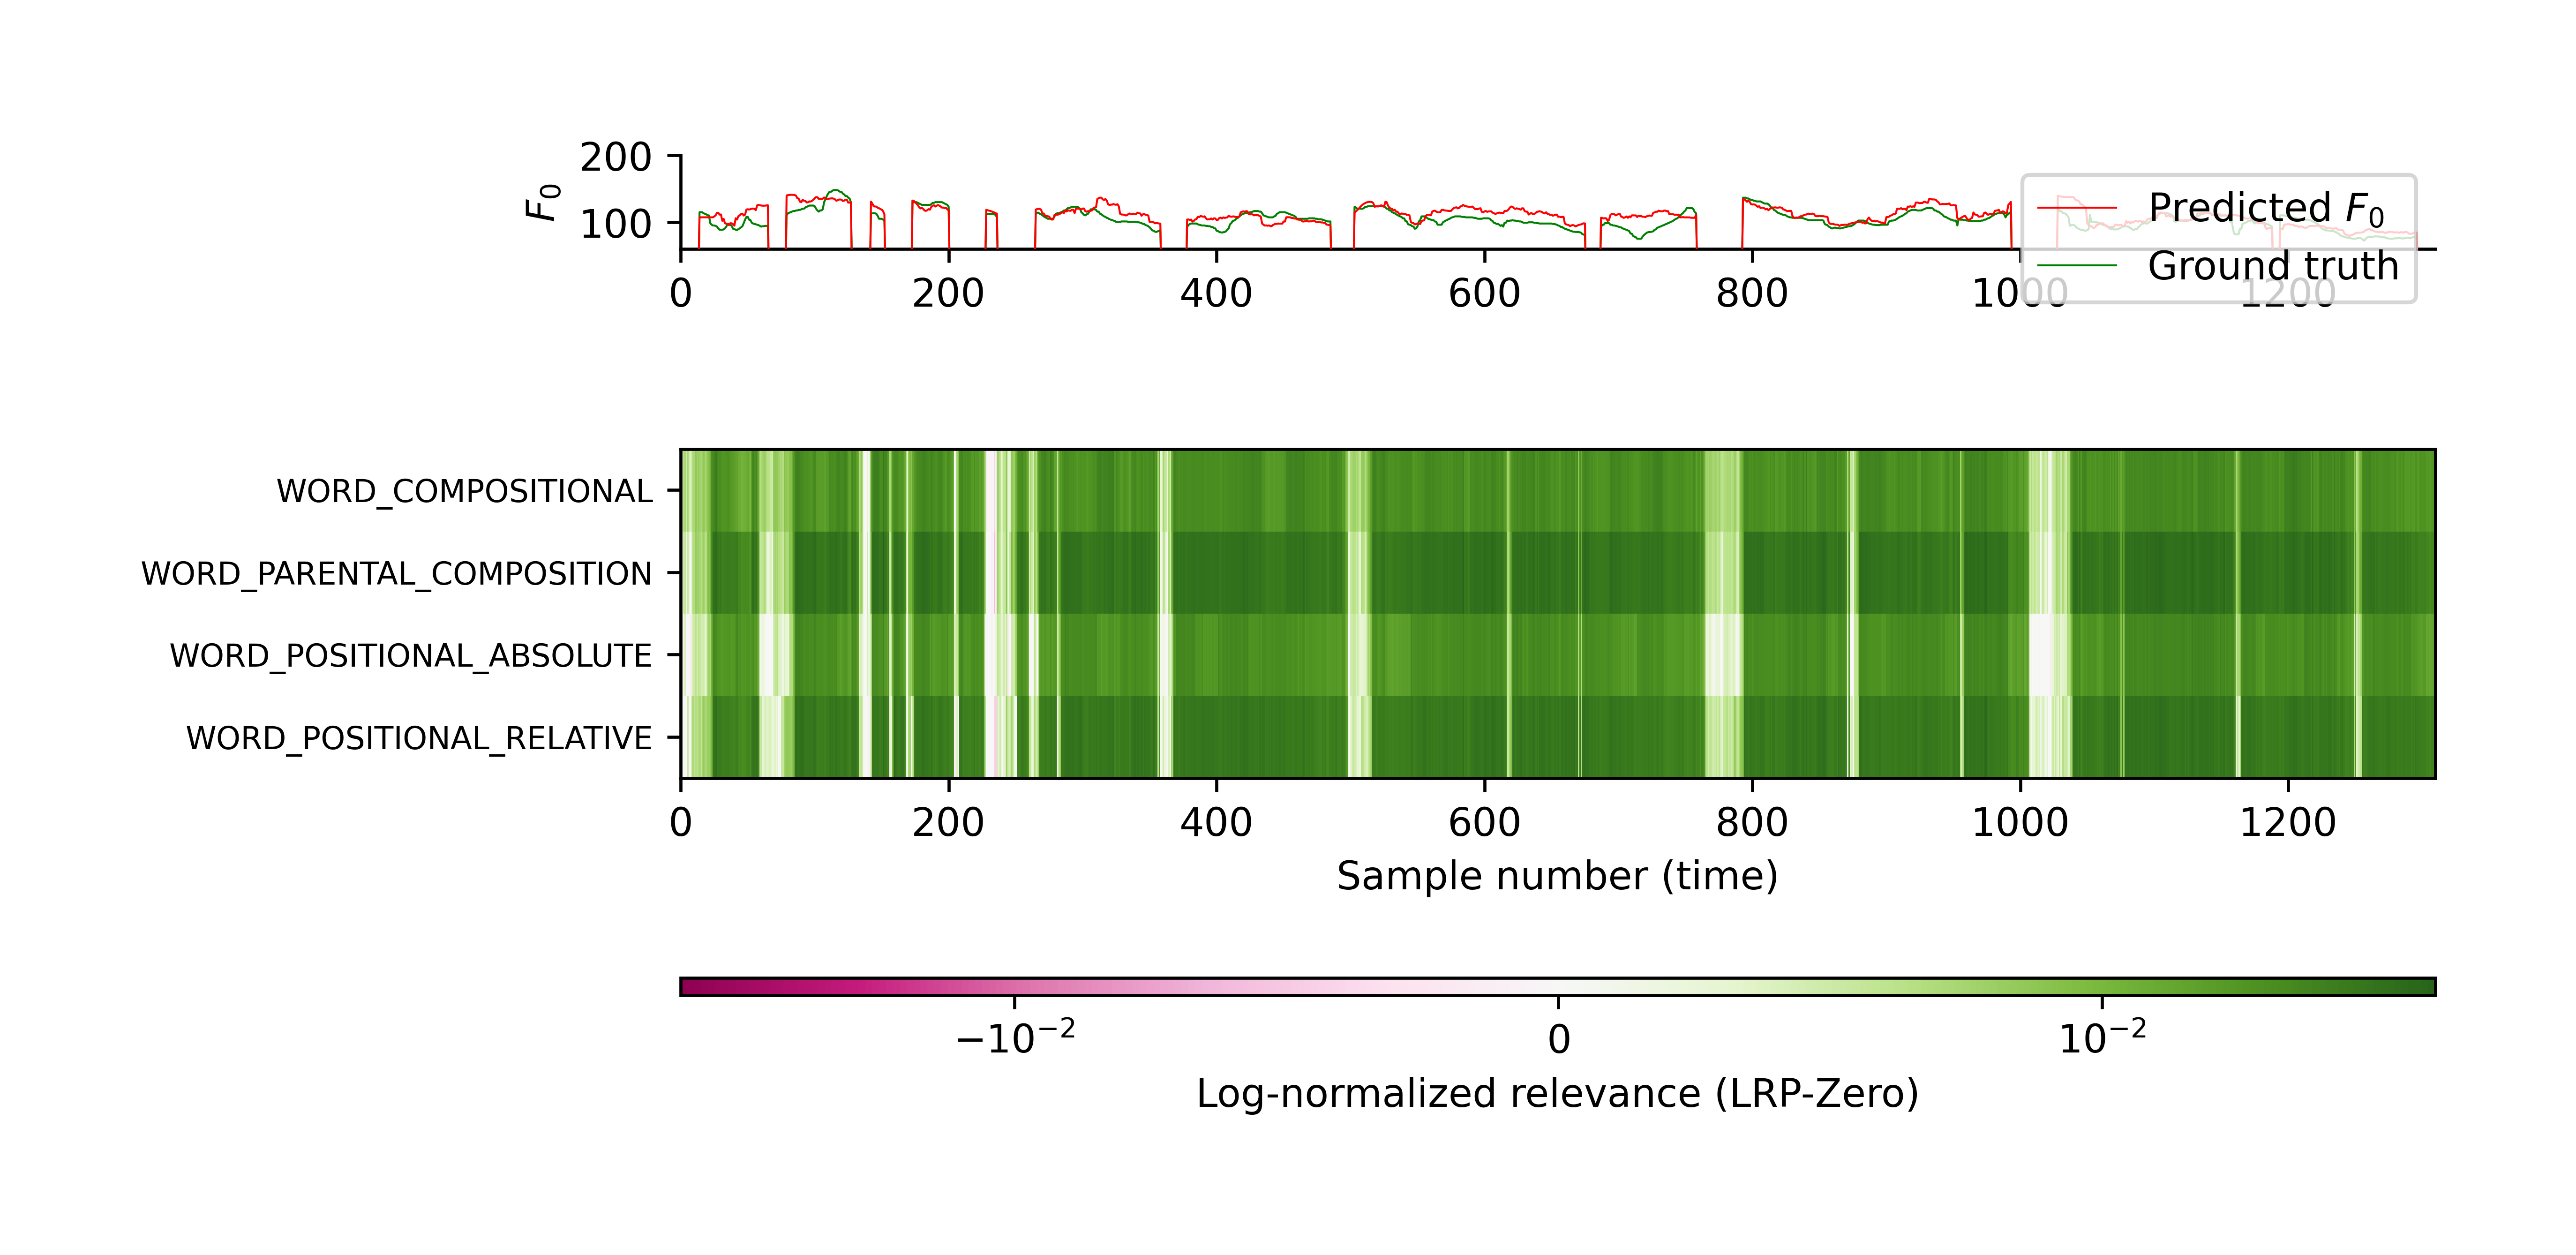 200
100
F₀
Predicted F₀
Ground truth
0 200 400 600 800 1000 1200
WORD_COMPOSITIONAL
WORD_PARENTAL_COMPOSITION
WORD_POSITIONAL_ABSOLUTE
WORD_POSITIONAL_RELATIVE
0 200 400 600 800 1000 1200
Sample number (time)
−10⁻² 0 10⁻²
Log-normalized relevance (LRP-Zero)